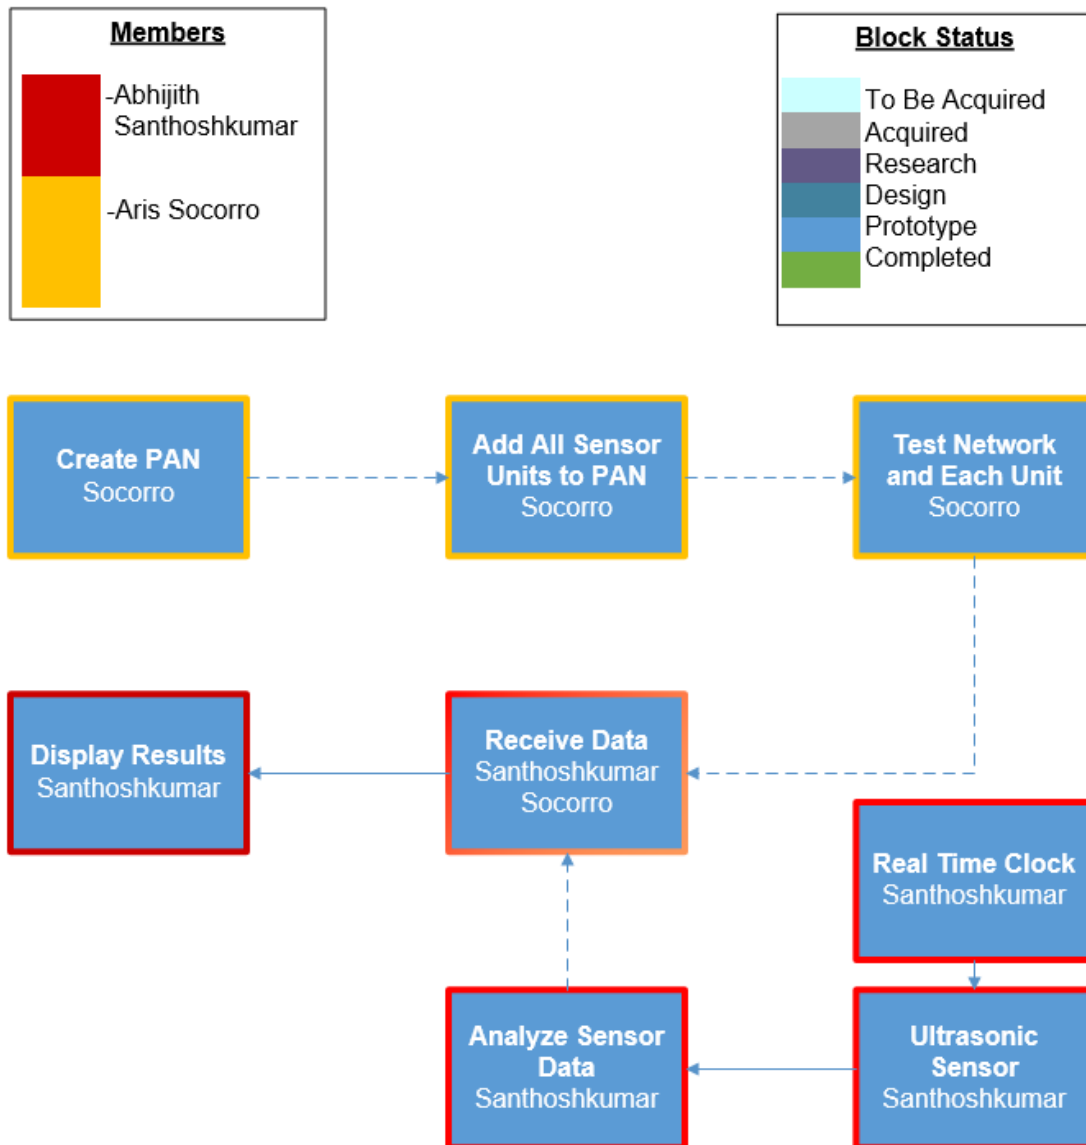 Members
-Abhijith
Santhoshkumar
-Aris Socorro
Block Status
To Be Acquired
Acquired
Research
Design
Prototype
Completed
Create PAN
Socorro
Add All Sensor
Units to PAN
Socorro
Test Network
and Each Unit
Socorro
Display Results
Santhoshkumar
Receive Data
Santhoshkumar
Socorro
Real Time Clock
Santhoshkumar
Analyze Sensor
Data
Santhoshkumar
Ultrasonic
Sensor
Santhoshkumar